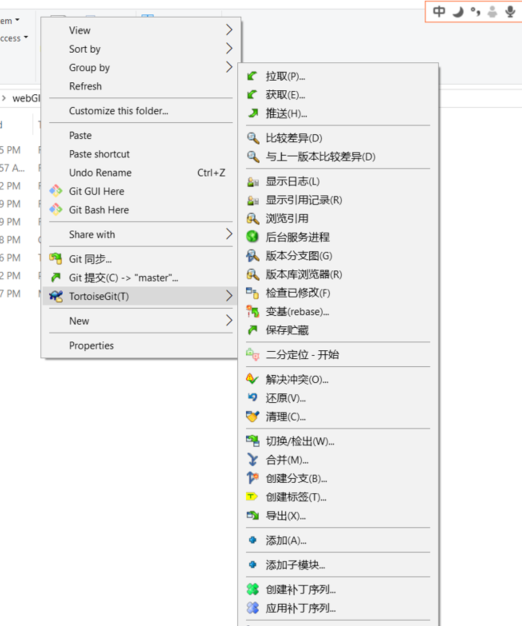 em
ccess
中
webGI
View
Sort by
Group by
Refresh
Customize this folder...
Paste
Paste shortcut
Undo Rename Ctrl+Z
Git GUI Here
Git Bash Here
Share with
Git 同步...
Git 提交(C) -> "master"...
TortoiseGit(T)
New
Properties
5 PM
57 A...
2 PM
9 PM
9 PM
8 PM
6 PM
2 PM
7 PM
拉取(P)...
获取(E)...
推送(H)...
比较差异(D)
与上一版本比较差异(D)
显示日志(L)
显示引用记录(R)
浏览引用
后台服务进程
版本分支图(G)
版本库浏览器(R)
检查已修改(F)
变基(rebase)...
保存贮藏
二分定位 - 开始
解决冲突(O)...
还原(V)...
清理(C)...
切换/检出(W)...
合并(M)...
创建分支(B)...
创建标签(T)...
导出(X)...
添加(A)...
添加子模块...
创建补丁序列...
应用补丁序列...